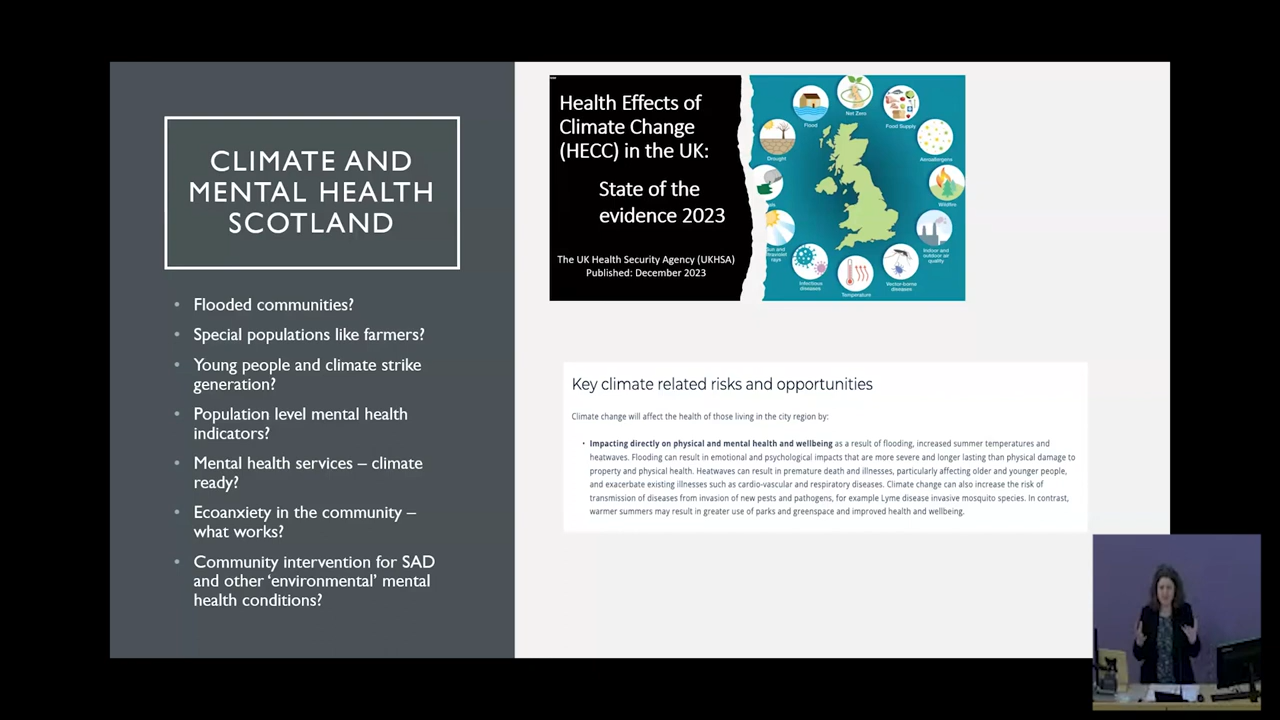 CLIMATE AND
MENTAL HEALTH
SCOTLAND
• Flooded communities?
• Special populations like farmers?
• Young people and climate strike
generation?
• Population level mental health
indicators?
• Mental health services – climate
ready?
• Ecoanxiety in the community –
what works?
• Community intervention for SAD
and other ‘environmental’ mental
health conditions?
Health Effects of
Climate Change
(HECC) in the UK:
State of the
evidence 2023
The UK Health Security Agency (UKHSA)
Published: December 2023
Net Zero
Flood
Food Supply
Drought
Aeroallergens
Wildfire
Indoor and
outdoor air
quality
Infectious
diseases
Vector-borne
diseases
Temperature
Key climate related risks and opportunities
Climate change will affect the health of those living in the city region by:
• Impacting directly on physical and mental health and wellbeing as a result of flooding, increased summer temperatures and
heatwaves. Flooding can result in emotional and psychological impacts that are more severe and longer lasting than physical damage to
property and physical health. Heatwaves can result in premature death and illnesses, particularly affecting older and younger people,
and exacerbate existing illnesses such as cardio-vascular and respiratory diseases. Climate change can also increase the risk of
transmission of diseases from invasion of new pests and pathogens, for example Lyme disease invasive mosquito species. In contrast,
warmer summers may result in greater use of parks and greenspace and improved health and wellbeing.